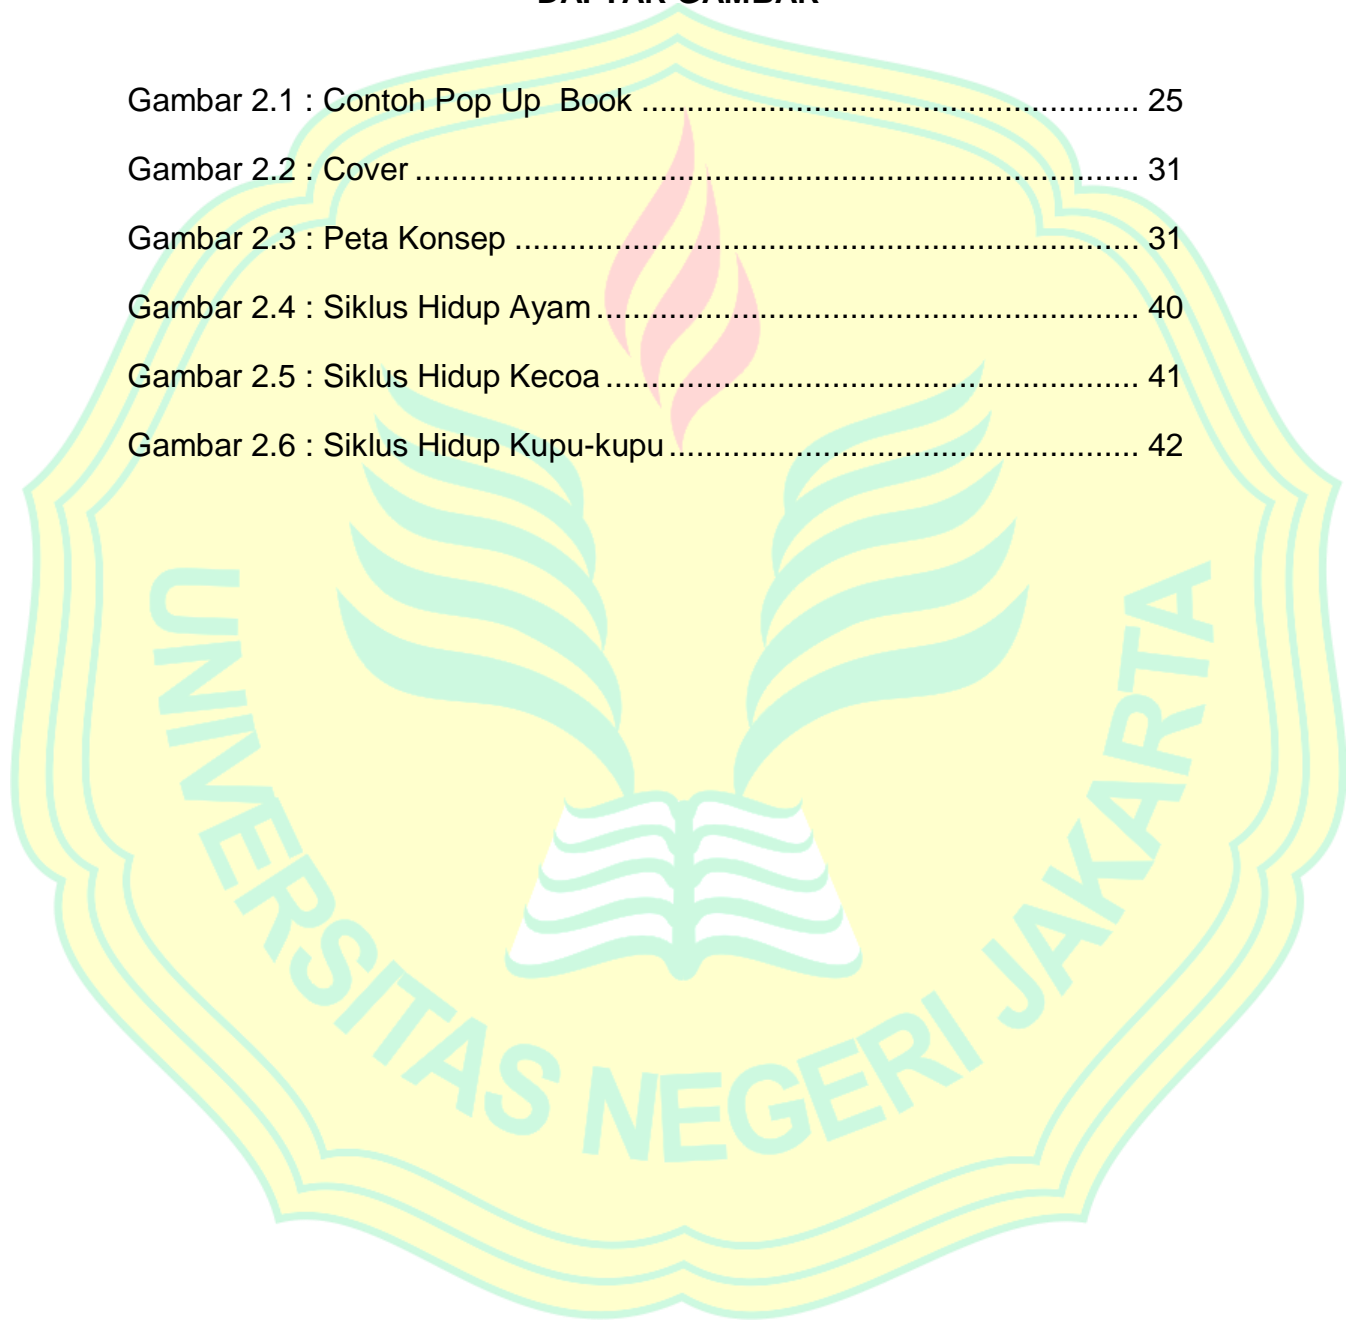 DAFTAR GAMBAR
Gambar 2.1 : Contoh Pop Up  Book ....................................................... 25
Gambar 2.2 : Cover ................................................................................ 31
Gambar 2.3 : Peta Konsep ..................................................................... 31
Gambar 2.4 : Siklus Hidup Ayam ............................................................ 40
Gambar 2.5 : Siklus Hidup Kecoa ........................................................... 41
Gambar 2.6 : Siklus Hidup Kupu-kupu .................................................... 42
UNIVERSITAS NEGERI JAKARTA